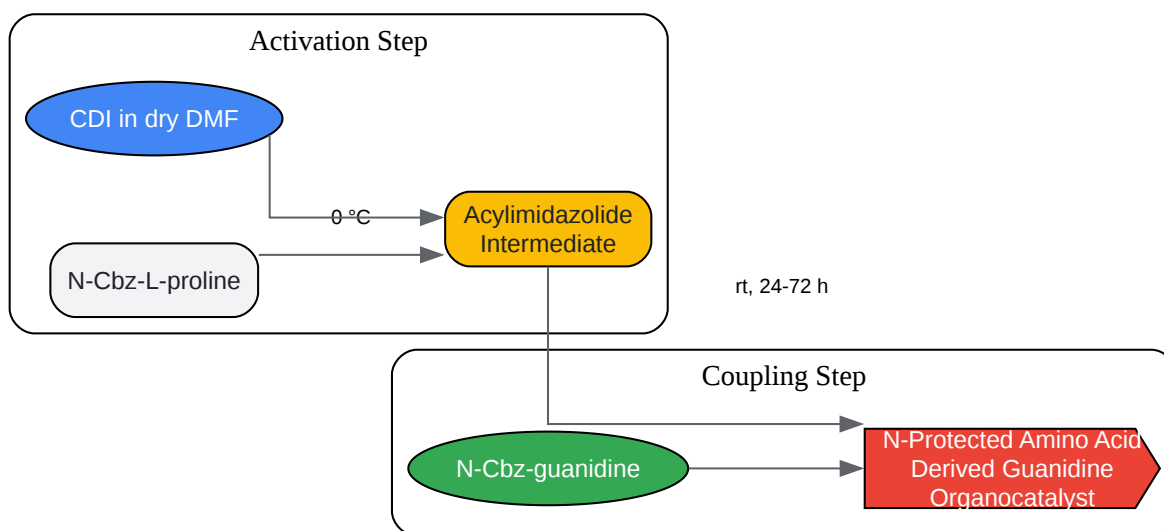 Activation Step
CDI in dry DMF
0 °C
Acylimidazolide
Intermediate
N-Cbz-L-proline
rt, 24-72 h
Coupling Step
N-Cbz-guanidine
N-Protected Amino Acid
Derived Guanidine
Organocatalyst